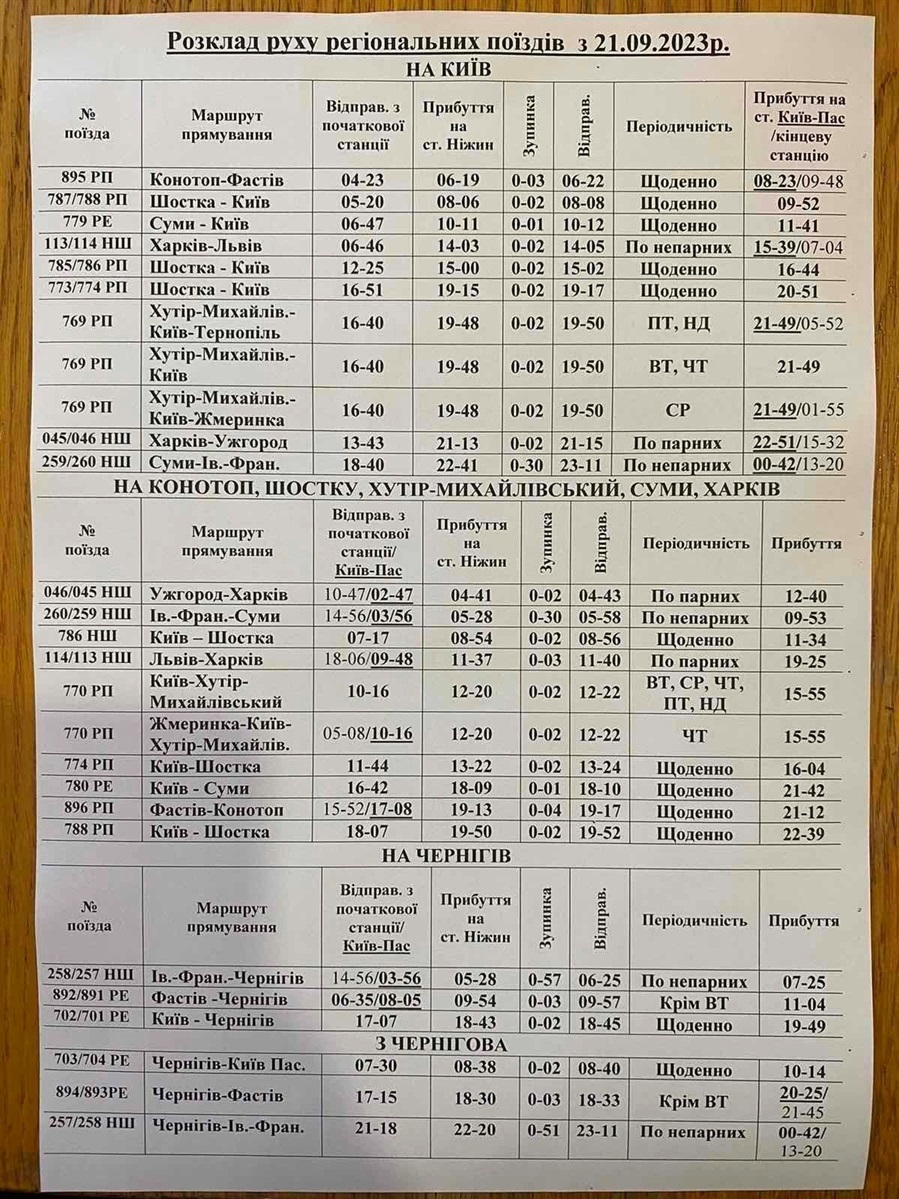 Розклад руху регіональних поїздів з 21.09.2023р.
НА КИЇВ
№ поїзда Маршрут прямування Відправ. з початкової станції Прибуття на ст. Ніжин Зупинка Відправ. Періодичність Прибуття на ст. Київ-Пас /кінцеву станцію
895 РП Конотоп-Фастів 04-23 06-19 0-03 06-22 Щоденно 08-23/09-48
787/788 РП Шостка - Київ 05-20 08-06 0-02 08-08 Щоденно 09-52
779 РЕ Суми - Київ 06-47 10-11 0-01 10-12 Щоденно 11-41
113/114 НШ Харків-Львів 06-46 14-03 0-02 14-05 По непарних 15-39/07-04
785/786 РП Шостка - Київ 12-25 15-00 0-02 15-02 Щоденно 16-44
773/774 РП Шостка - Київ 16-51 19-15 0-02 19-17 Щоденно 20-51
769 РП Хутір-Михайлів.-Київ-Тернопіль 16-40 19-48 0-02 19-50 ПТ, НД 21-49/05-52
769 РП Хутір-Михайлів.-Київ 16-40 19-48 0-02 19-50 ВТ, ЧТ 21-49
769 РП Хутір-Михайлів.-Київ-Жмеринка 16-40 19-48 0-02 19-50 СР 21-49/01-55
045/046 НШ Харків-Ужгород 13-43 21-13 0-02 21-15 По парних 22-51/15-32
259/260 НШ Суми-Ів.-Фран. 18-40 22-41 0-30 23-11 По непарних 00-42/13-20
НА КОНОТОП, ШОСТКУ, ХУТІР-МИХАЙЛІВСЬКИЙ, СУМИ, ХАРКІВ
№ поїзда Маршрут прямування Відправ. з початкової станції/ Київ-Пас Прибуття на ст. Ніжин Зупинка Відправ. Періодичність Прибуття
046/045 НШ Ужгород-Харків 10-47/02-47 04-41 0-02 04-43 По парних 12-40
260/259 НШ Ів.-Фран.-Суми 14-56/03/56 05-28 0-30 05-58 По непарних 09-53
786 НШ Київ – Шостка 07-17 08-54 0-02 08-56 Щоденно 11-34
114/113 НШ Львів-Харків 18-06/09-48 11-37 0-03 11-40 По парних 19-25
770 РП Київ-Хутір-Михайлівський 10-16 12-20 0-02 12-22 ВТ, СР, ЧТ, ПТ, НД 15-55
770 РП Жмеринка-Київ-Хутір-Михайлів. 05-08/10-16 12-20 0-02 12-22 ЧТ 15-55
774 РП Київ-Шостка 11-44 13-22 0-02 13-24 Щоденно 16-04
780 РЕ Київ - Суми 16-42 18-09 0-01 18-10 Щоденно 21-42
896 РП Фастів-Конотоп 15-52/17-08 19-13 0-04 19-17 Щоденно 21-12
788 РП Київ - Шостка 18-07 19-50 0-02 19-52 Щоденно 22-39
НА ЧЕРНІГІВ
№ поїзда Маршрут прямування Відправ. з початкової станції/ Київ-Пас Прибуття на ст. Ніжин Зупинка Відправ. Періодичність Прибуття
258/257 НШ Ів.-Фран.-Чернігів 14-56/03-56 05-28 0-57 06-25 По непарних 07-25
892/891 РЕ Фастів -Чернігів 06-35/08-05 09-54 0-03 09-57 Крім ВТ 11-04
702/701 РЕ Київ - Чернігів 17-07 18-43 0-02 18-45 Щоденно 19-49
З ЧЕРНІГОВА
703/704 РЕ Чернігів-Київ Пас. 07-30 08-38 0-02 08-40 Щоденно 10-14
894/893РЕ Чернігів-Фастів 17-15 18-30 0-03 18-33 Крім ВТ 20-25/21-45
257/258 НШ Чернігів-Ів.-Фран. 21-18 22-20 0-51 23-11 По непарних 00-42/13-20